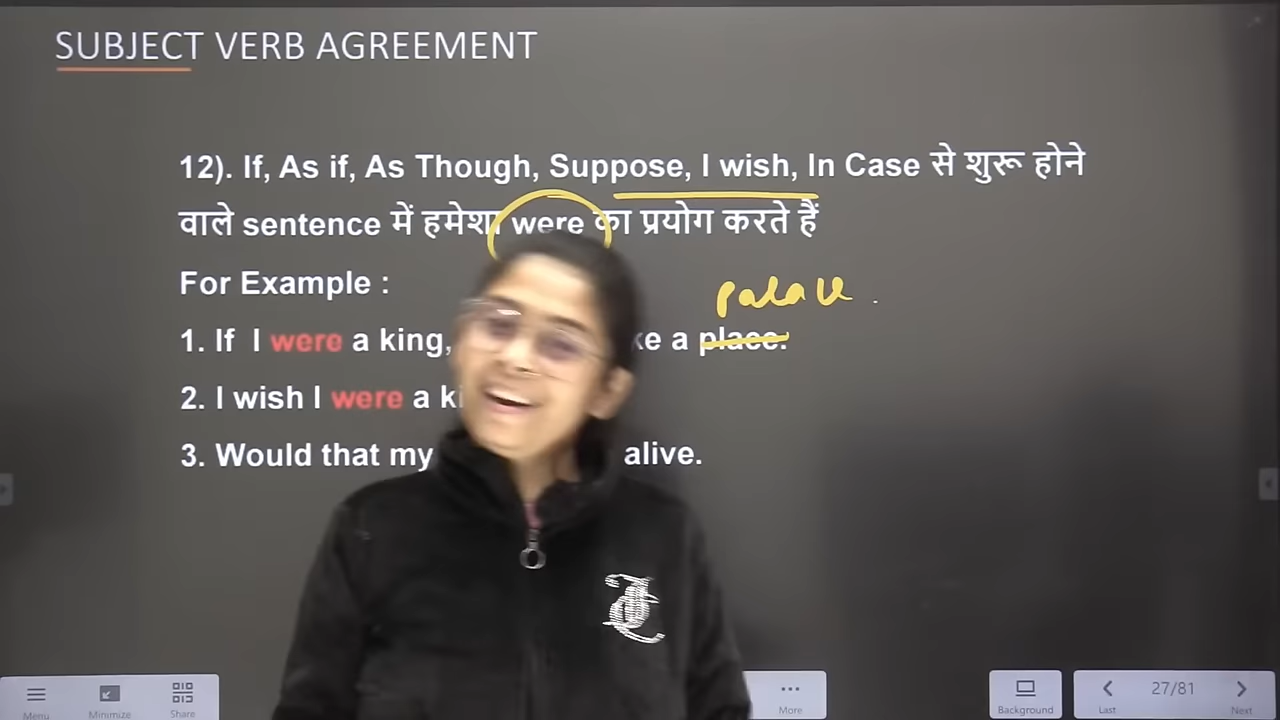 SUBJECT VERB AGREEMENT
12). If, As if, As Though, Suppose, I wish, In Case से शुरू होने
वाले sentence में हमेशा were का प्रयोग करते हैं
For Example :
palace.
1. If I were a king, a place.
2. I wish I were a
3. Would that my alive.
Menu Minimize Share More Background Last 27/81 Next